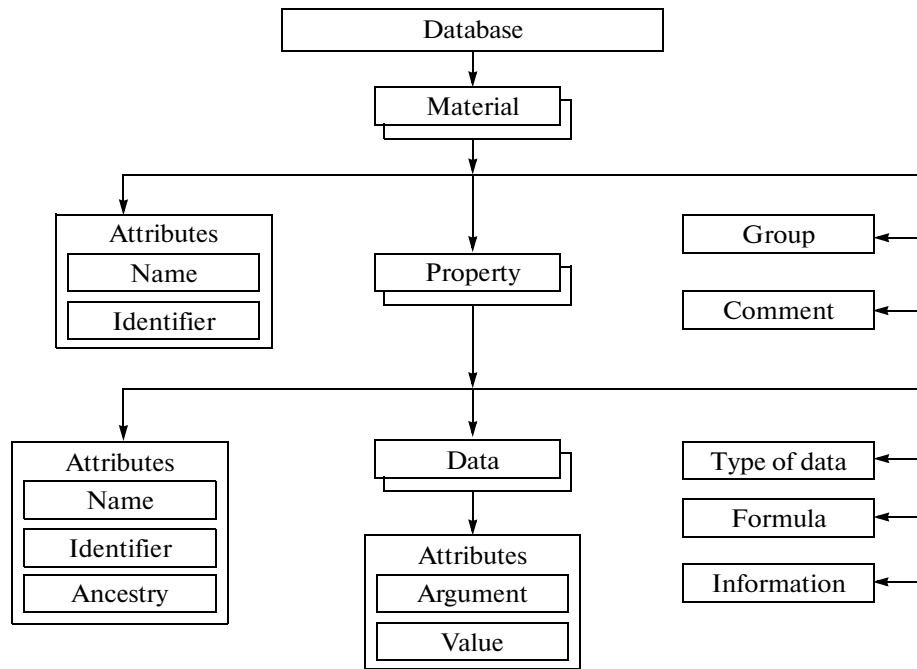 Database
Material
Attributes
Name
Identifier
Property
Group
Comment
Attributes
Name
Identifier
Ancestry
Data
Attributes
Argument
Value
Type of data
Formula
Information